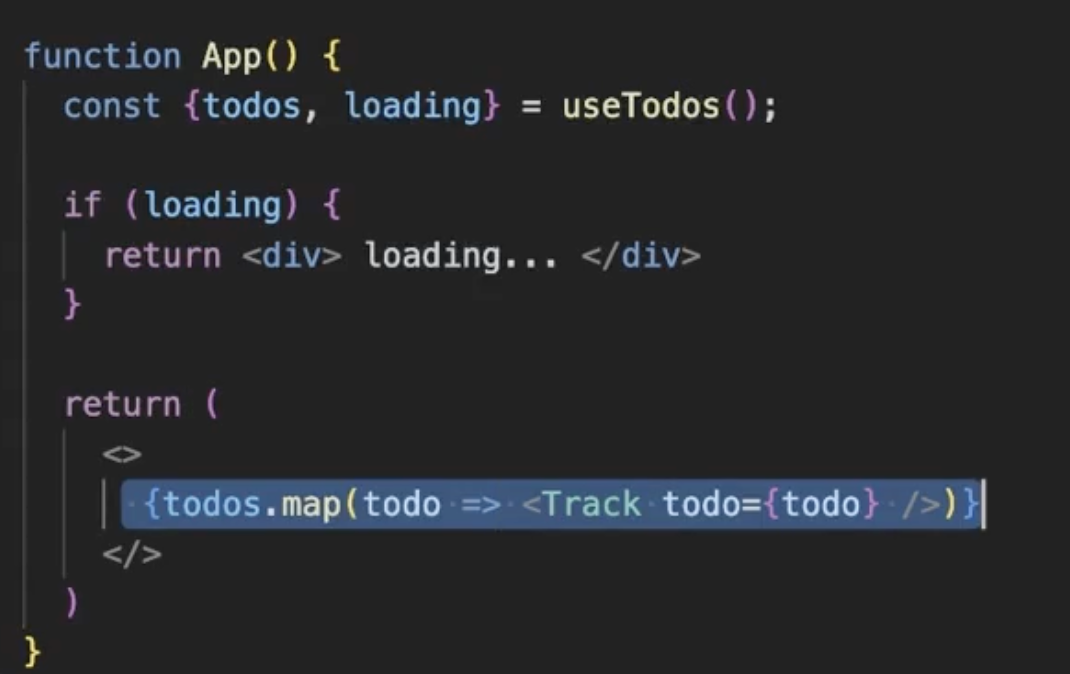 function App() {
const {todos, loading} = useTodos();
if (loading) {
return <div> loading... </div>
}
return (
<>
{todos.map(todo => <Track todo={todo} />)}
</>
)
}